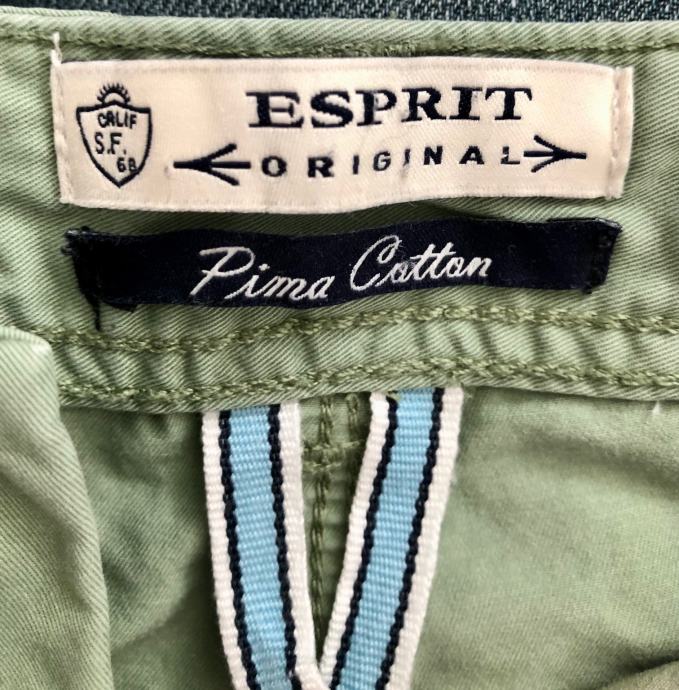 CALIF
S.F.
68
ESPRIT
ORIGINAL
Pima Cotton